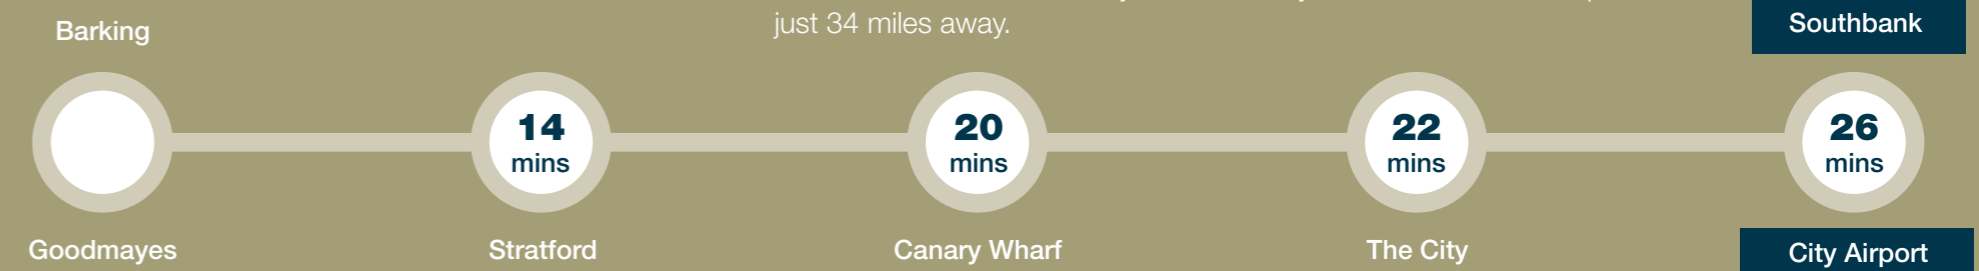 Barking
just 34 miles away.
Southbank
14
mins
20
mins
22
mins
26
mins
Goodmayes
Stratford
Canary Wharf
The City
City Airport